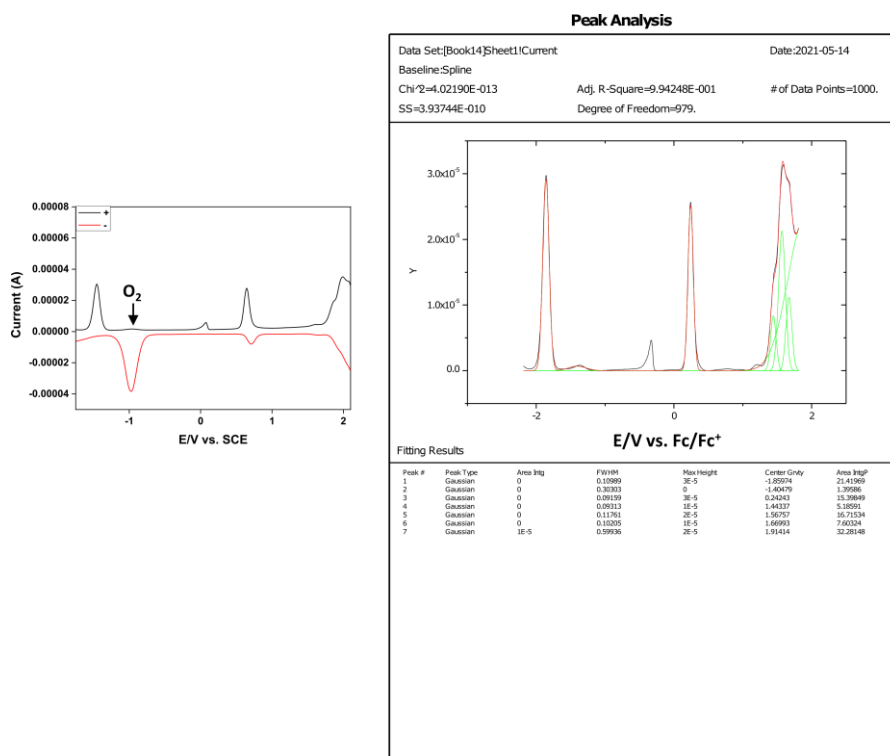 Peak Analysis
Data Set:[Book14]Sheet1!Current Date:2021-05-14
Baseline:Spline
Chi^2=4.02190E-013 Adj. R-Square=9.94248E-001 # of Data Points=1000.
SS=3.93744E-010 Degree of Freedom=979.
0.00008
0.00006
0.00004
0.00002
0.00000
-0.00002
-0.00004
Current (A)
+
-
O2
-1 0 1 2
E/V vs. SCE
3.0x10-5
2.0x10-5
1.0x10-5
0.0
Y
-2 0 2
E/V vs. Fc/Fc+
Fitting Results
Peak # Peak Type Area Intg FWHM Max Height Center Grvty Area IntgP
1 Gaussian 0 0.10989 3E-5 -1.85974 21.41969
2 Gaussian 0 0.30303 0 -1.40479 1.39586
3 Gaussian 0 0.09159 3E-5 0.24243 15.39849
4 Gaussian 0 0.09313 1E-5 1.44337 5.18591
5 Gaussian 0 0.11761 2E-5 1.56757 16.71534
6 Gaussian 0 0.10205 1E-5 1.66993 7.60324
7 Gaussian 1E-5 0.59936 2E-5 1.91414 32.28148